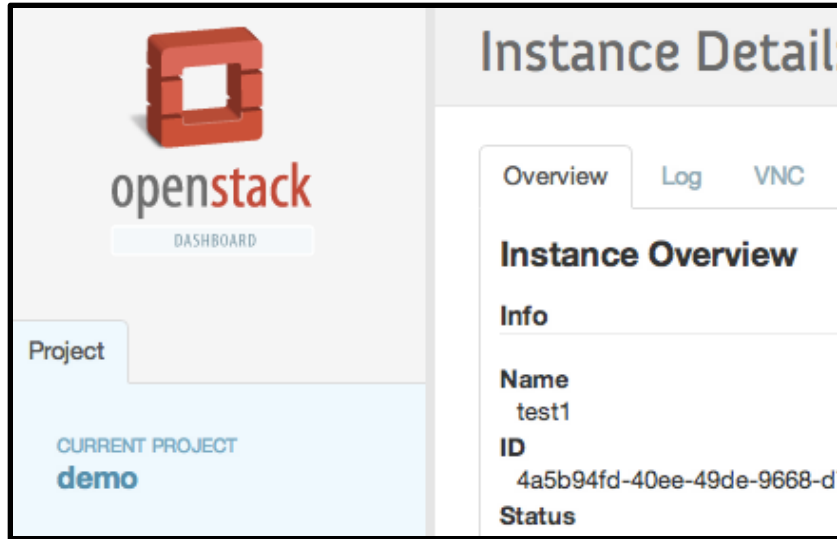 openstack
DASHBOARD
Project
CURRENT PROJECT
demo
Instance Details
Overview Log VNC
Instance Overview
Info
Name
test1
ID
4a5b94fd-40ee-49de-9668-d
Status